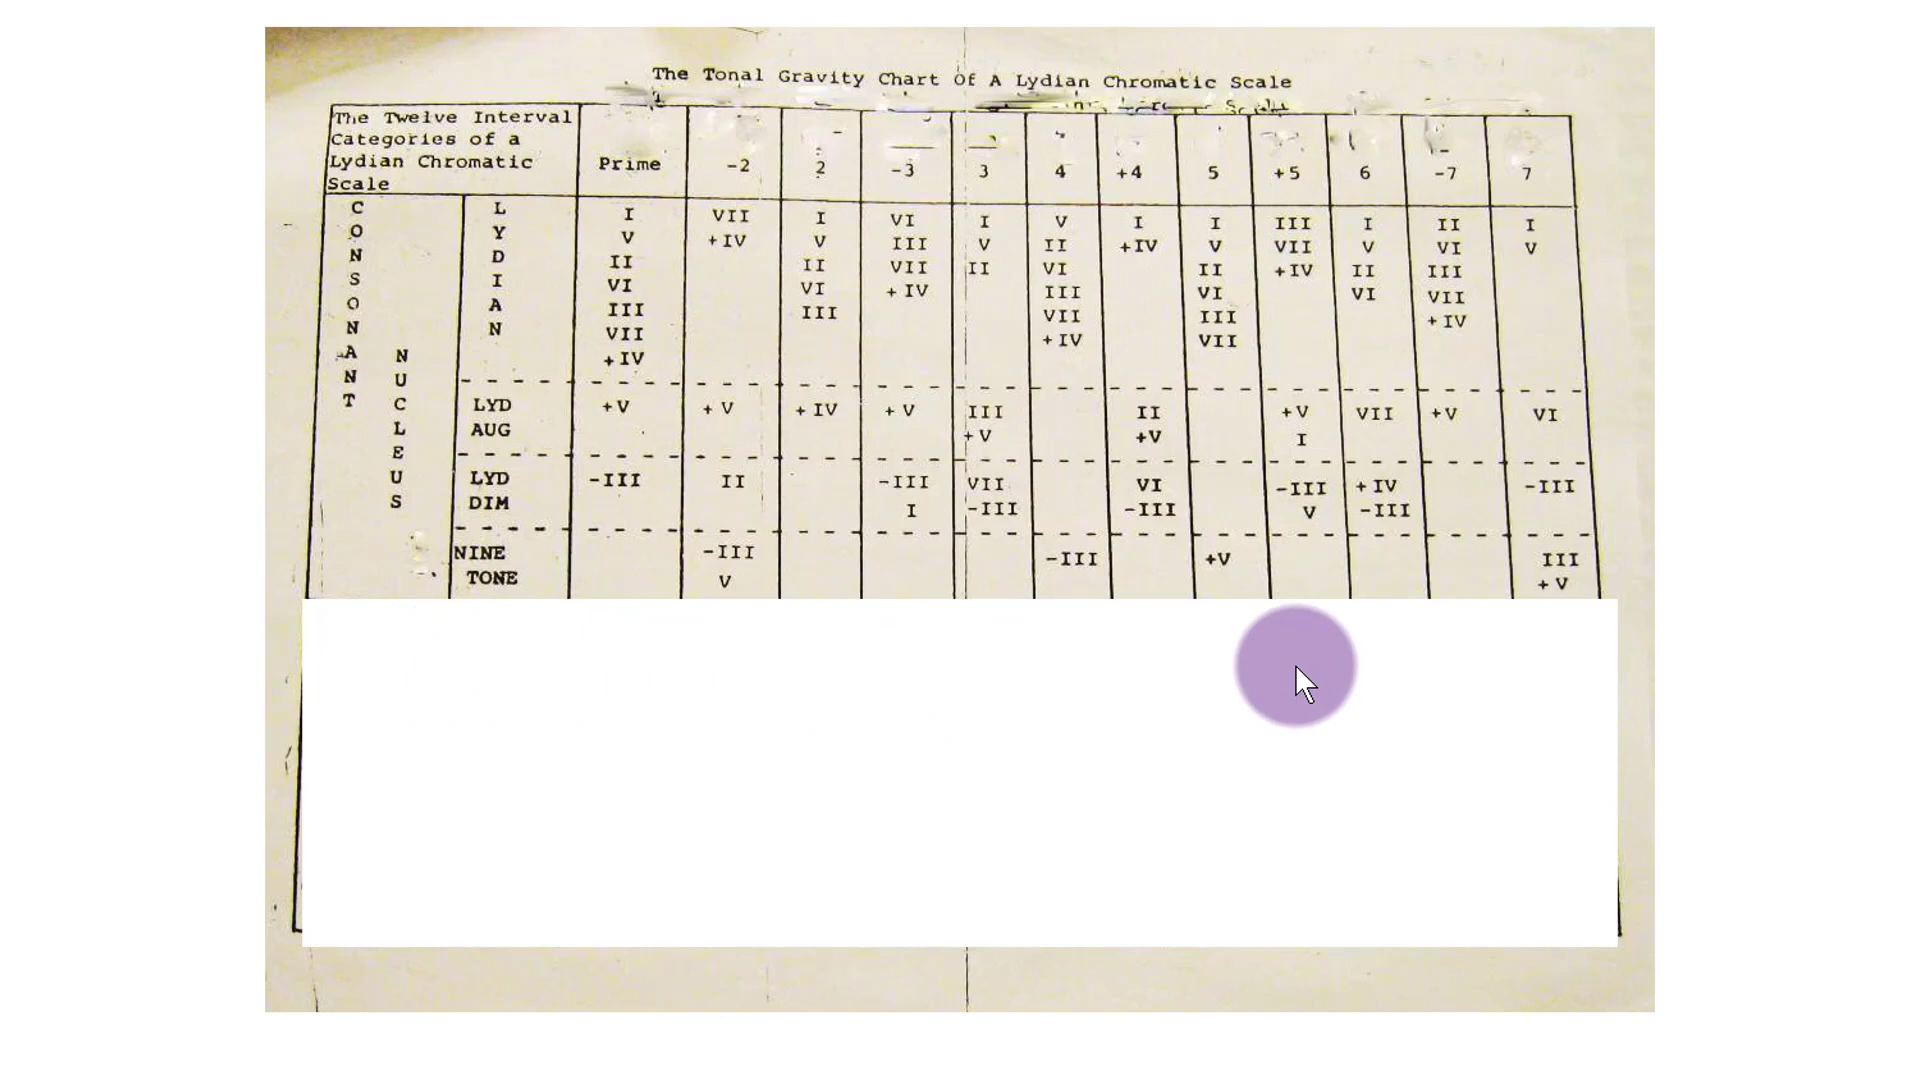 The Tonal Gravity Chart Of A Lydian Chromatic Scale
The Twelve Interval
Categories of a
Lydian Chromatic
Scale
Prime -2 2 -3 3 4 +4 5 +5 6 -7 7
CONSONANT
NUCLEUS
LYDIAN
I VII I VI I V I I III I II I
V +IV V III V II +IV V VII V VI V
II II VII II VI II +IV II III
VI VI +IV III VI VI VII
III III VII III +IV
VII +IV VII
+IV
LYD +V +V +IV +V III II +V VII +V VI
AUG +V +V I
LYD -III II -III VII VI -III +IV -III
DIM I -III -III V -III
NINE -III -III +V III
TONE V +V